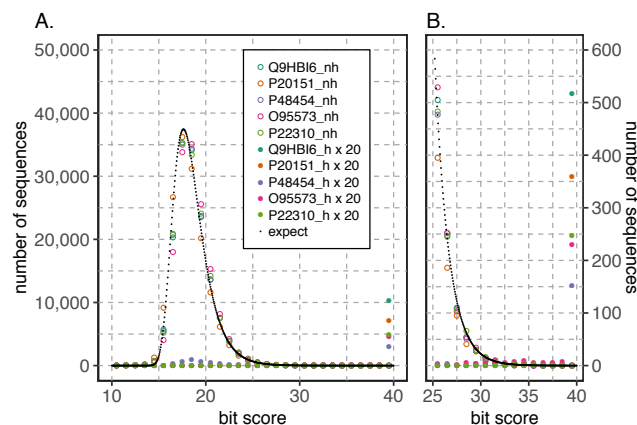 A.
B.
50,000
40,000
30,000
20,000
10,000
0
number of sequences
Q9HBI6_nh
P20151_nh
P48454_nh
O95573_nh
P22310_nh
Q9HBI6_h x 20
P20151_h x 20
P48454_h x 20
O95573_h x 20
P22310_h x 20
expect
10
20
30
40
bit score
600
500
400
300
200
100
0
number of sequences
25
30
35
40
bit score